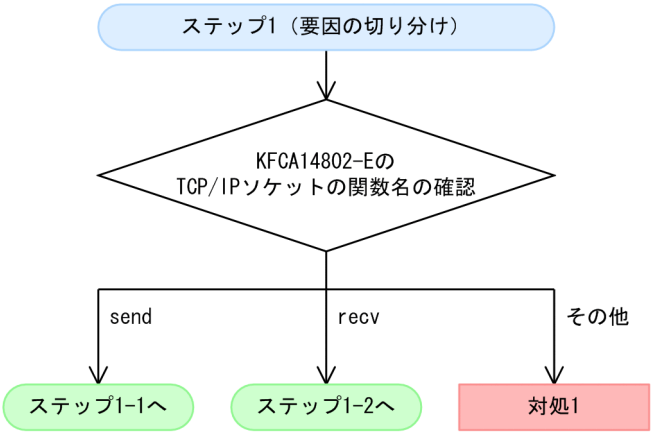 ステップ1（要因の切り分け）
KFCA14802-Eの
TCP/IPソケットの関数名の確認
send
recv
その他
ステップ1-1へ
ステップ1-2へ
対処1